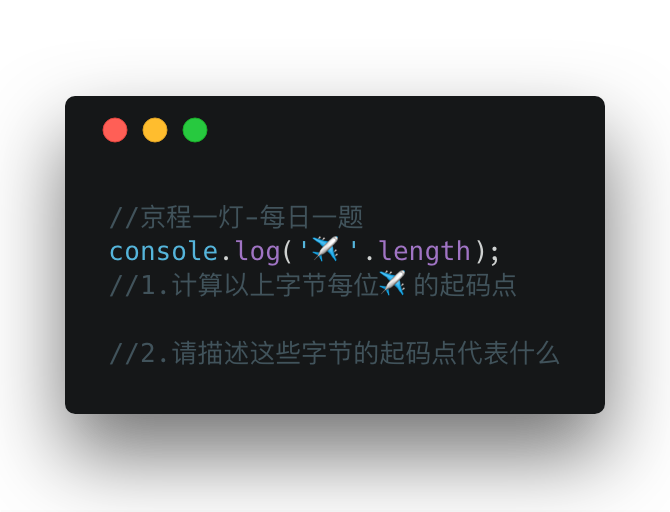 //京程一灯-每日一题
console.log('✈️'.length);
//1.计算以上字节每位✈️的起码点
//2.请描述这些字节的起码点代表什么